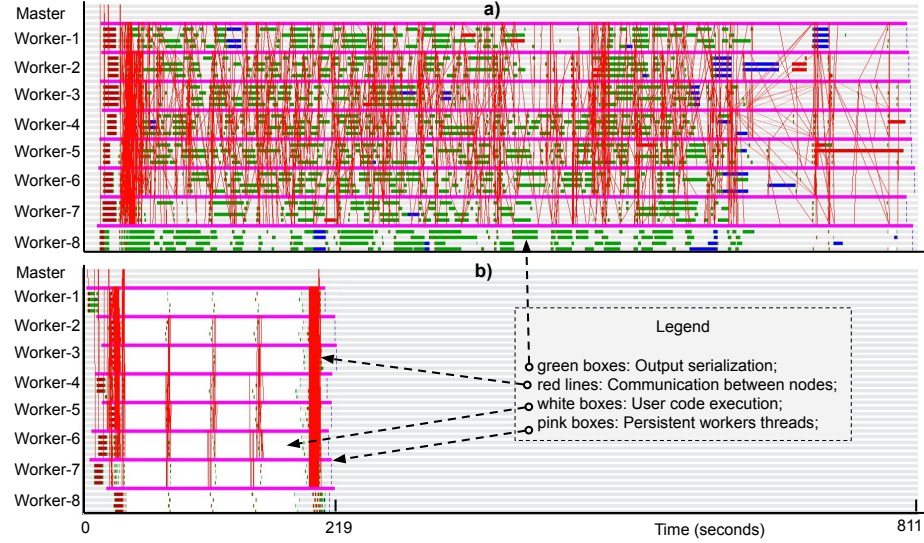 a)
Master
Worker-1
Worker-2
Worker-3
Worker-4
Worker-5
Worker-6
Worker-7
Worker-8
b)
Master
Worker-1
Worker-2
Worker-3
Worker-4
Worker-5
Worker-6
Worker-7
Worker-8
Legend
green boxes: Output serialization;
red lines: Communication between nodes;
white boxes: User code execution;
pink boxes: Persistent workers threads;
0
219
Time (seconds)
811